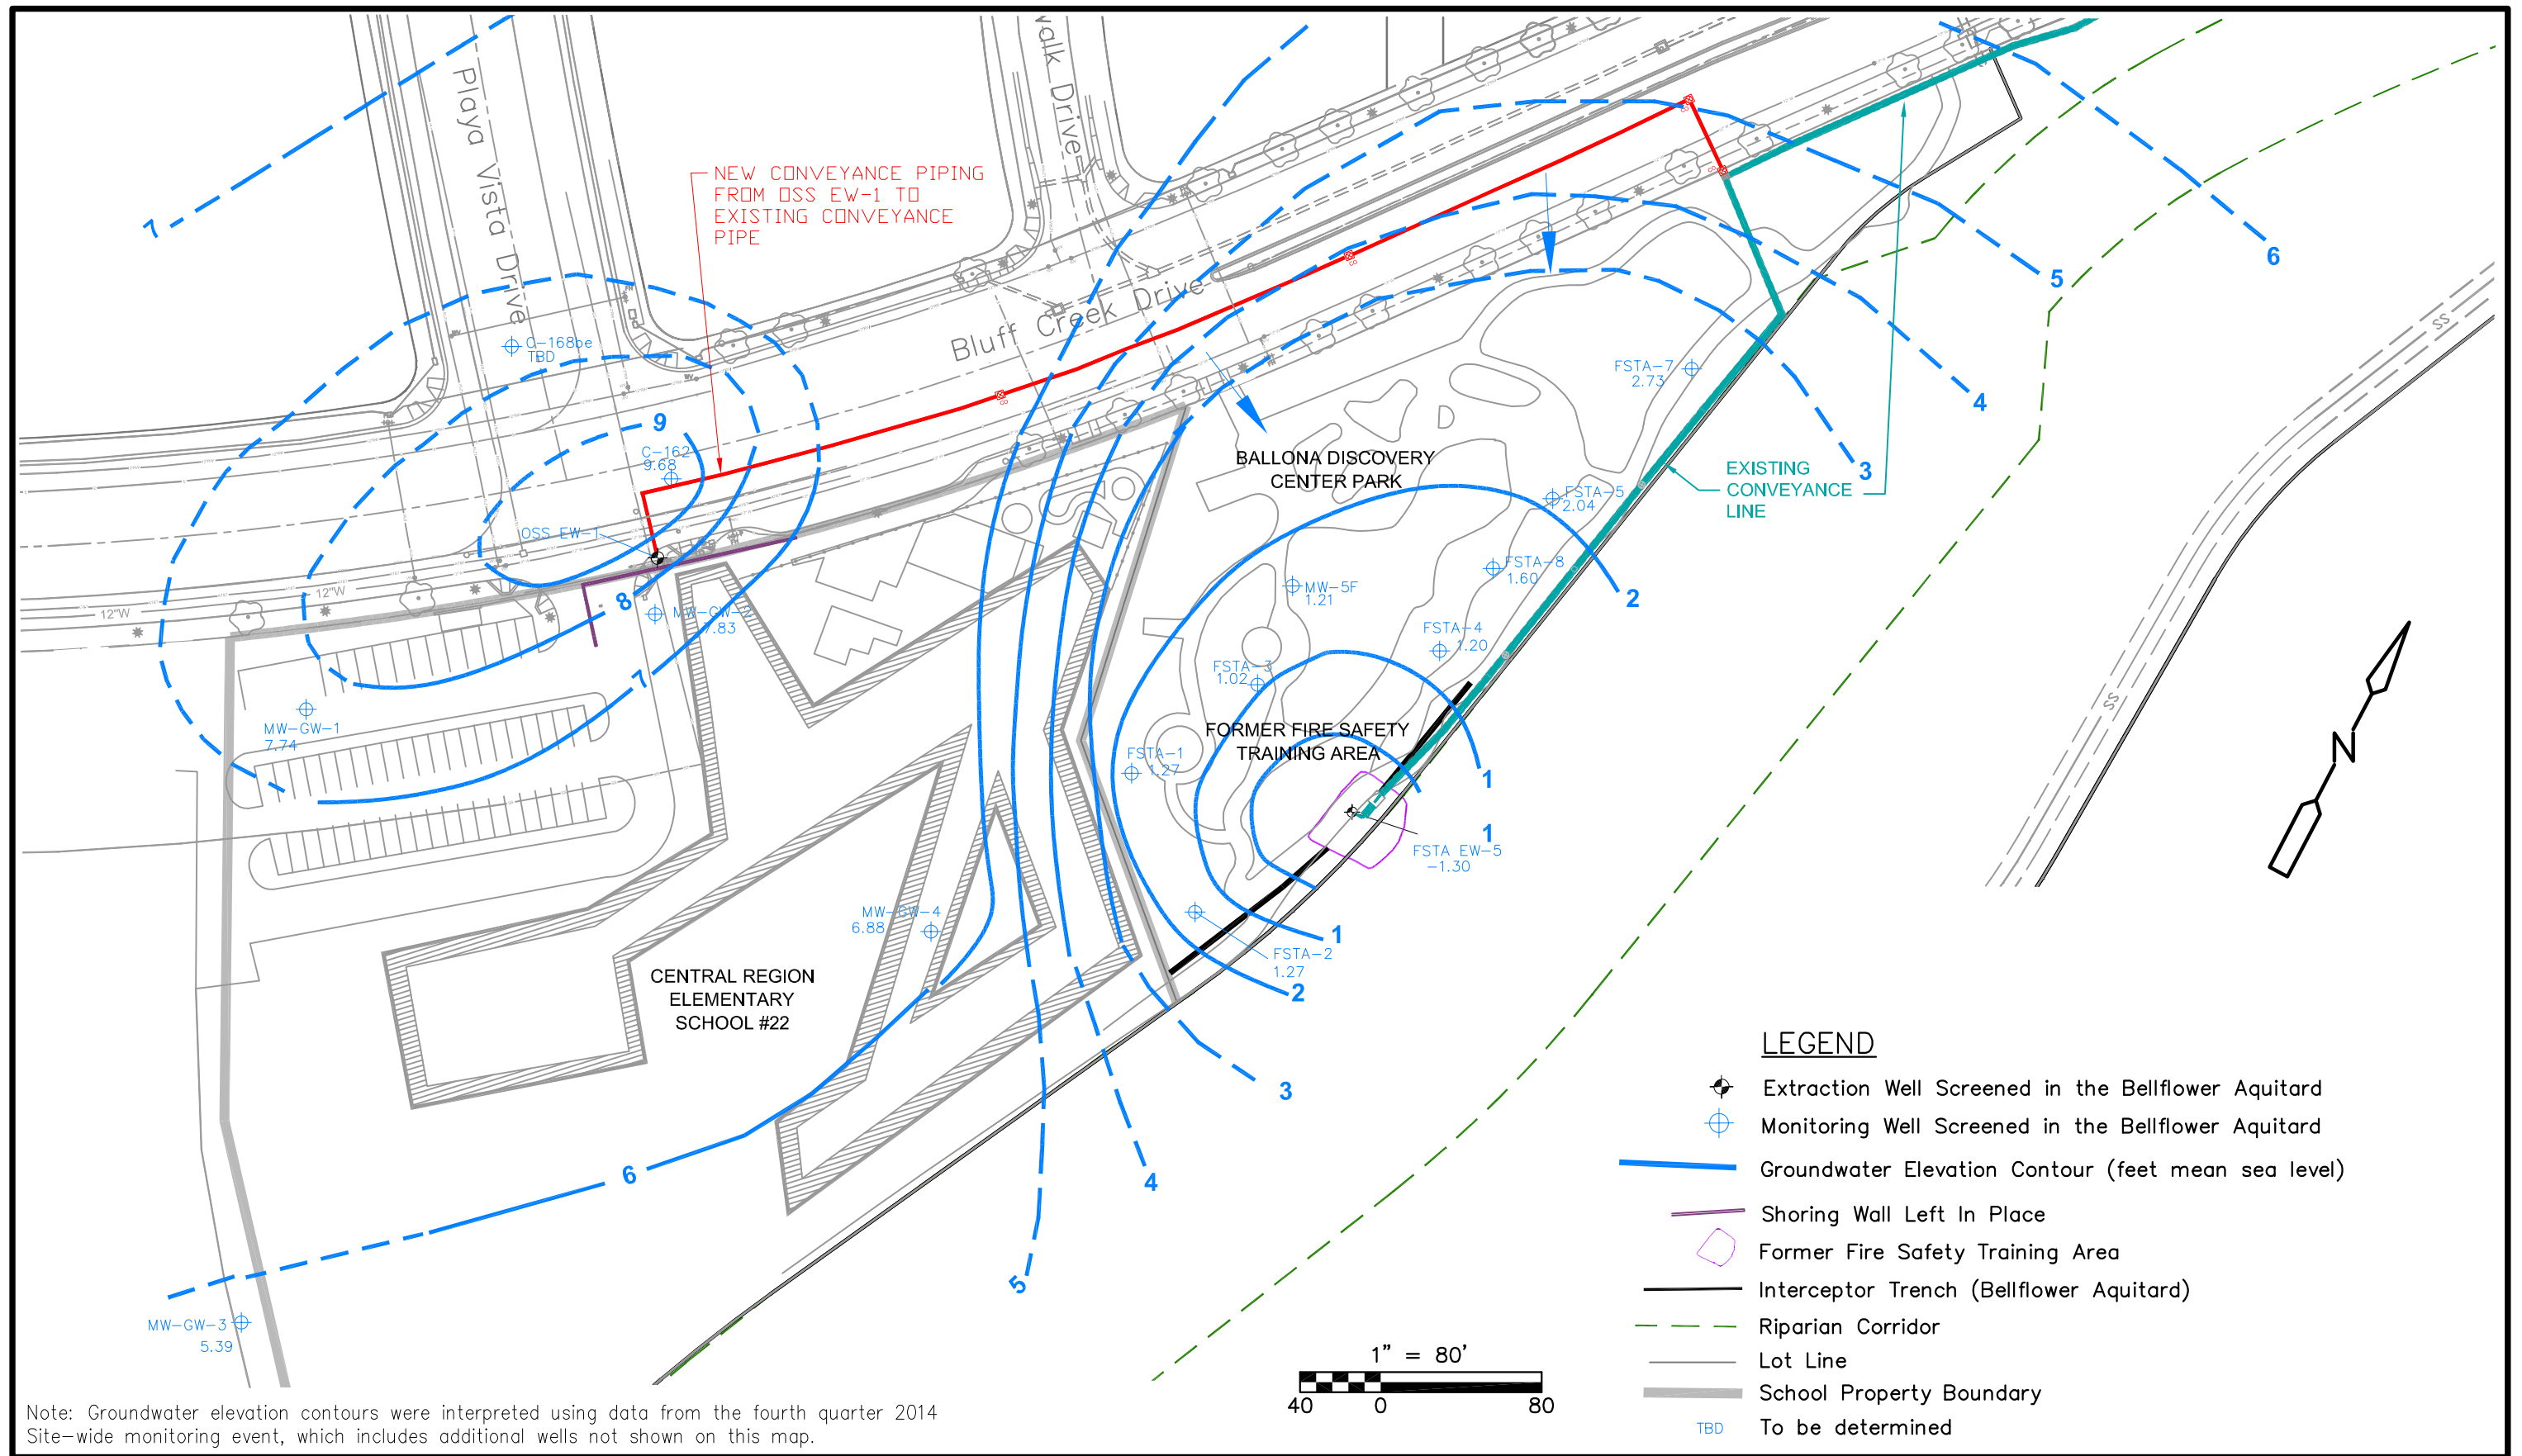 Playa Vista Drive
walk Drive
7
NEW CONVEYANCE PIPING
FROM OSS EW-1 TO
EXISTING CONVEYANCE
PIPE
Bluff Creek Drive
6
5
4
3
C-168be
TBD
9
C-162
9.68
OSS EW-1
12"W
12"W
8
MW-GW-2
7.83
7
MW-GW-1
7.74
FSTA-7
2.73
BALLONA DISCOVERY
CENTER PARK
EXISTING
CONVEYANCE
LINE
FSTA-5
2.04
FSTA-8
1.60
MW-5F
1.21
2
FSTA-4
1.20
FSTA-3
1.02
FORMER FIRE SAFETY
TRAINING AREA
FSTA-1
1.27
1
1
FSTA EW-5
-1.30
MW-GW-4
6.88
1
FSTA-2
1.27
2
CENTRAL REGION
ELEMENTARY
SCHOOL #22
3
4
5
6
MW-GW-3
5.39
SS
SS
N
LEGEND
Extraction Well Screened in the Bellflower Aquitard
Monitoring Well Screened in the Bellflower Aquitard
Groundwater Elevation Contour (feet mean sea level)
Shoring Wall Left In Place
Former Fire Safety Training Area
Interceptor Trench (Bellflower Aquitard)
Riparian Corridor
Lot Line
School Property Boundary
TBD To be determined
1" = 80'
40 0 80
Note: Groundwater elevation contours were interpreted using data from the fourth quarter 2014
Site-wide monitoring event, which includes additional wells not shown on this map.